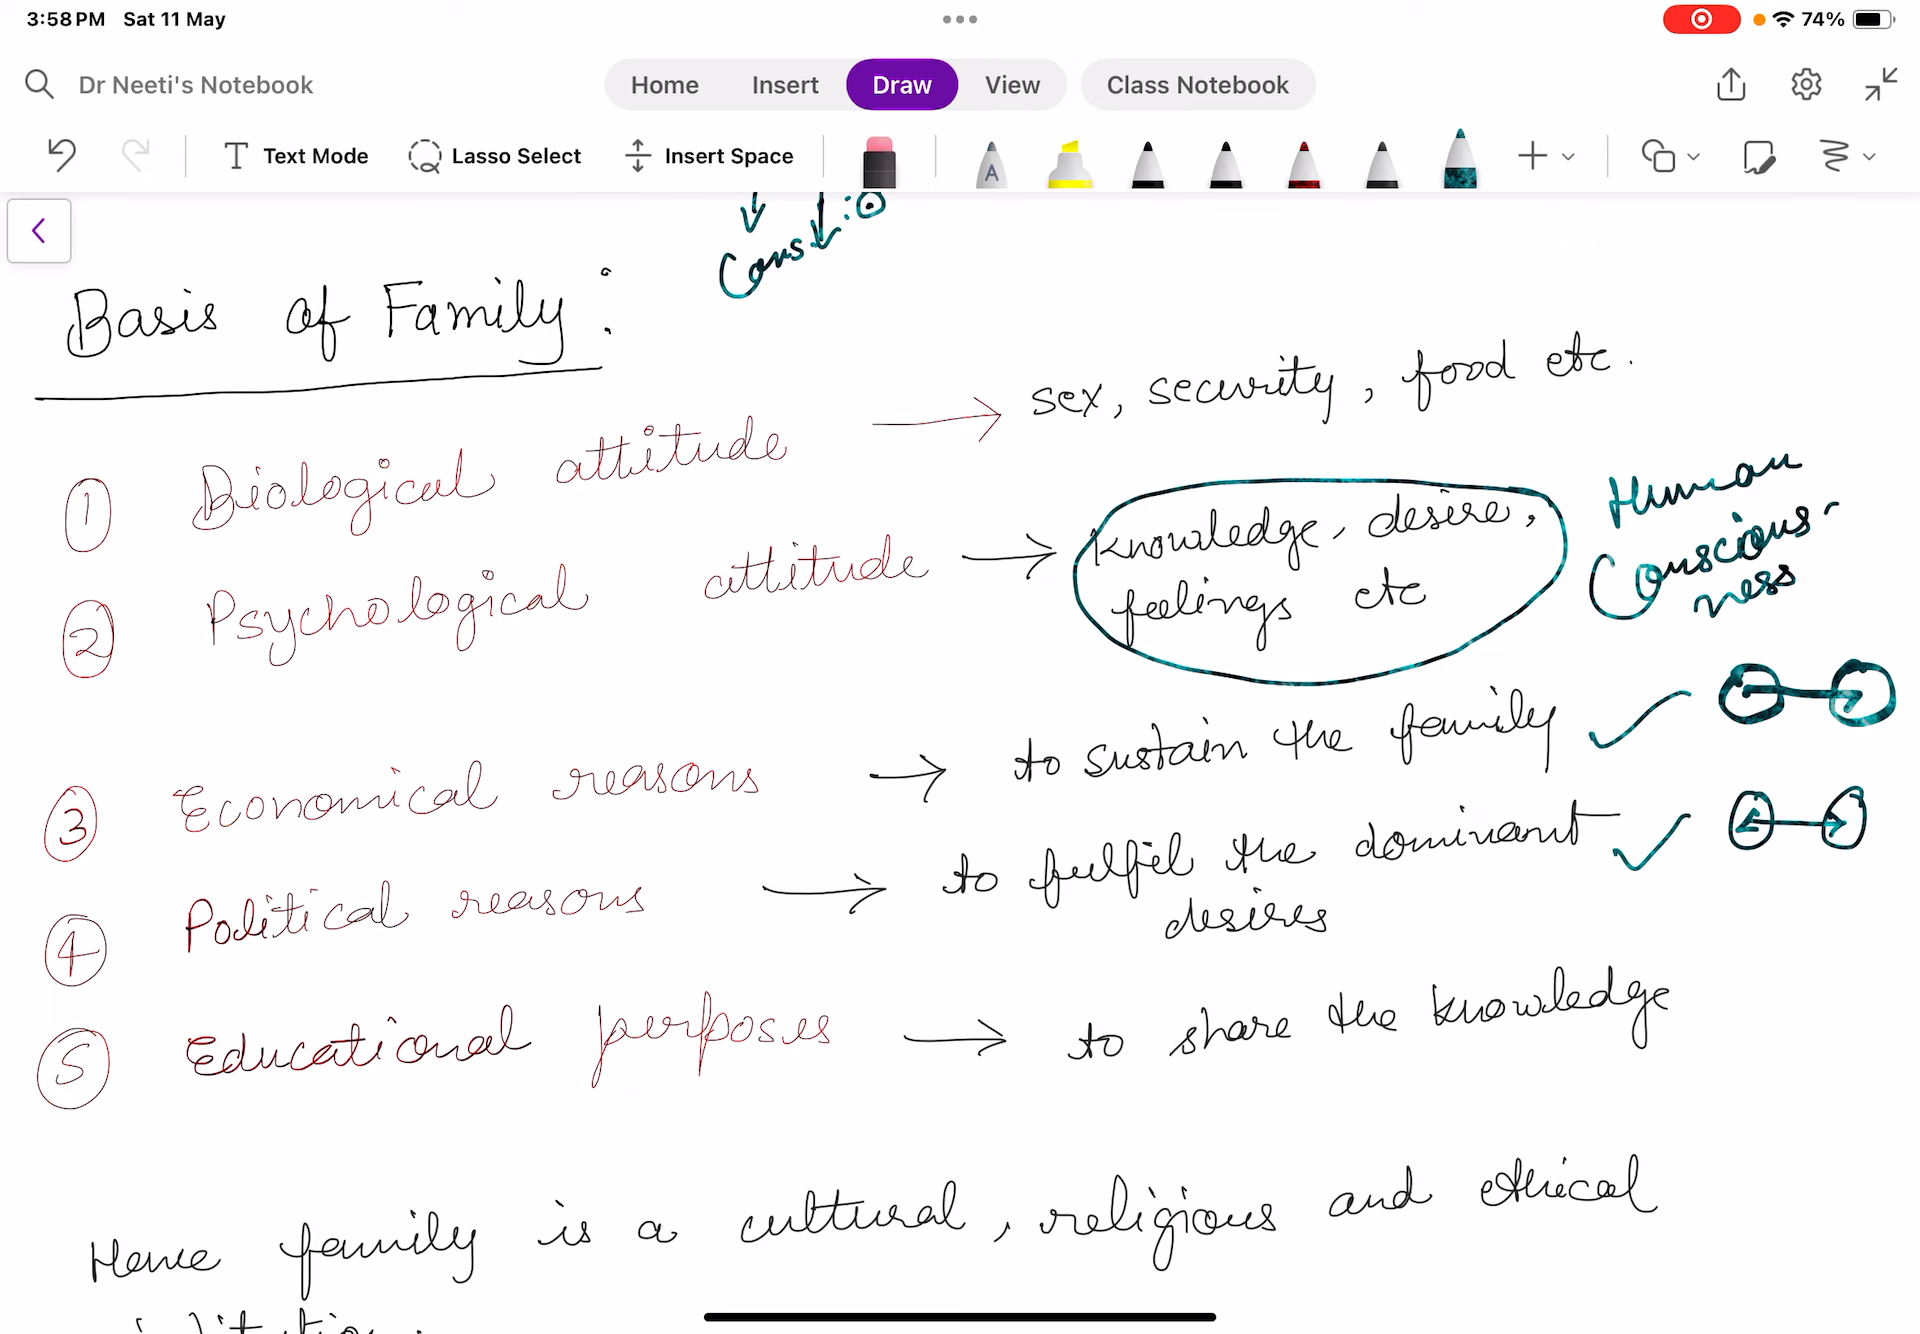 3:58 PM Sat 11 May
74%
Dr Neeti's Notebook
Home Insert Draw View Class Notebook
Text Mode Lasso Select Insert Space
A
Basis of Family :
1 Biological attitude → sex, security, food etc.
2 Psychological attitude → knowledge, desire,
feelings etc
Human
Conscious-
ness
3 Economical reasons → to sustain the family ✓
4 Political reasons → to fulfil the dominant ✓
desires
5 Educational purposes → to share the knowledge
Hence family is a cultural, religious and ethical